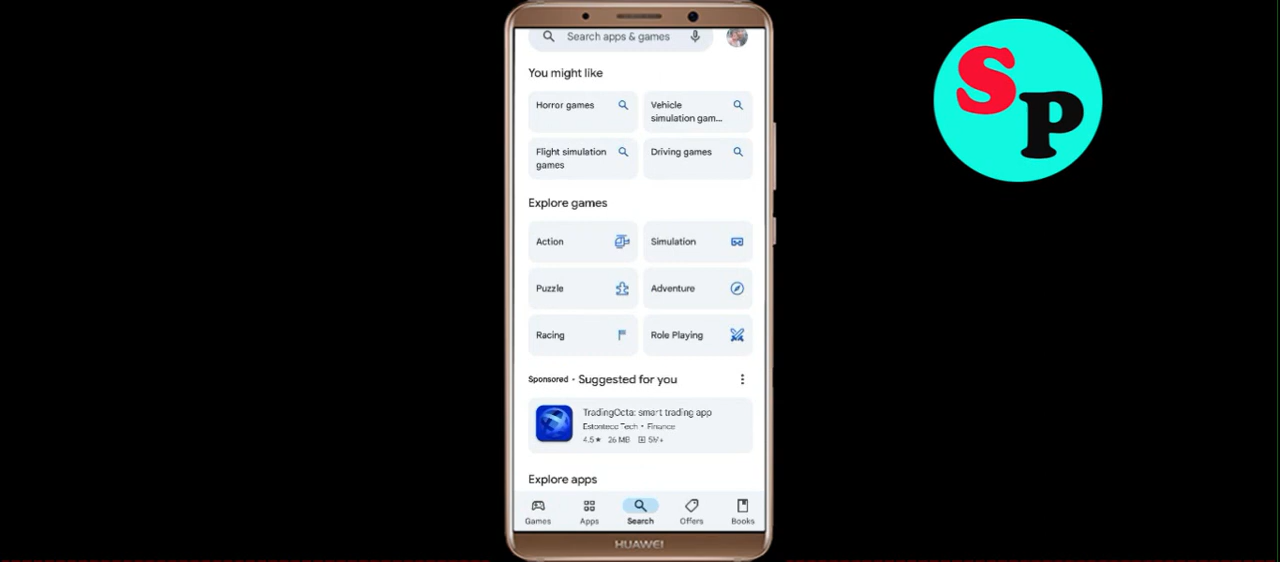 Search apps & games
You might like
Horror games
Vehicle
simulation gam...
Flight simulation
games
Driving games
Explore games
Action
Simulation
Puzzle
Adventure
Racing
Role Playing
Sponsored • Suggested for you
TradingOcta: smart trading app
Estontece Tech • Finance
4.5★ 26 MB 5M+
Explore apps
Games
Apps
Search
Offers
Books
HUAWEI
SP